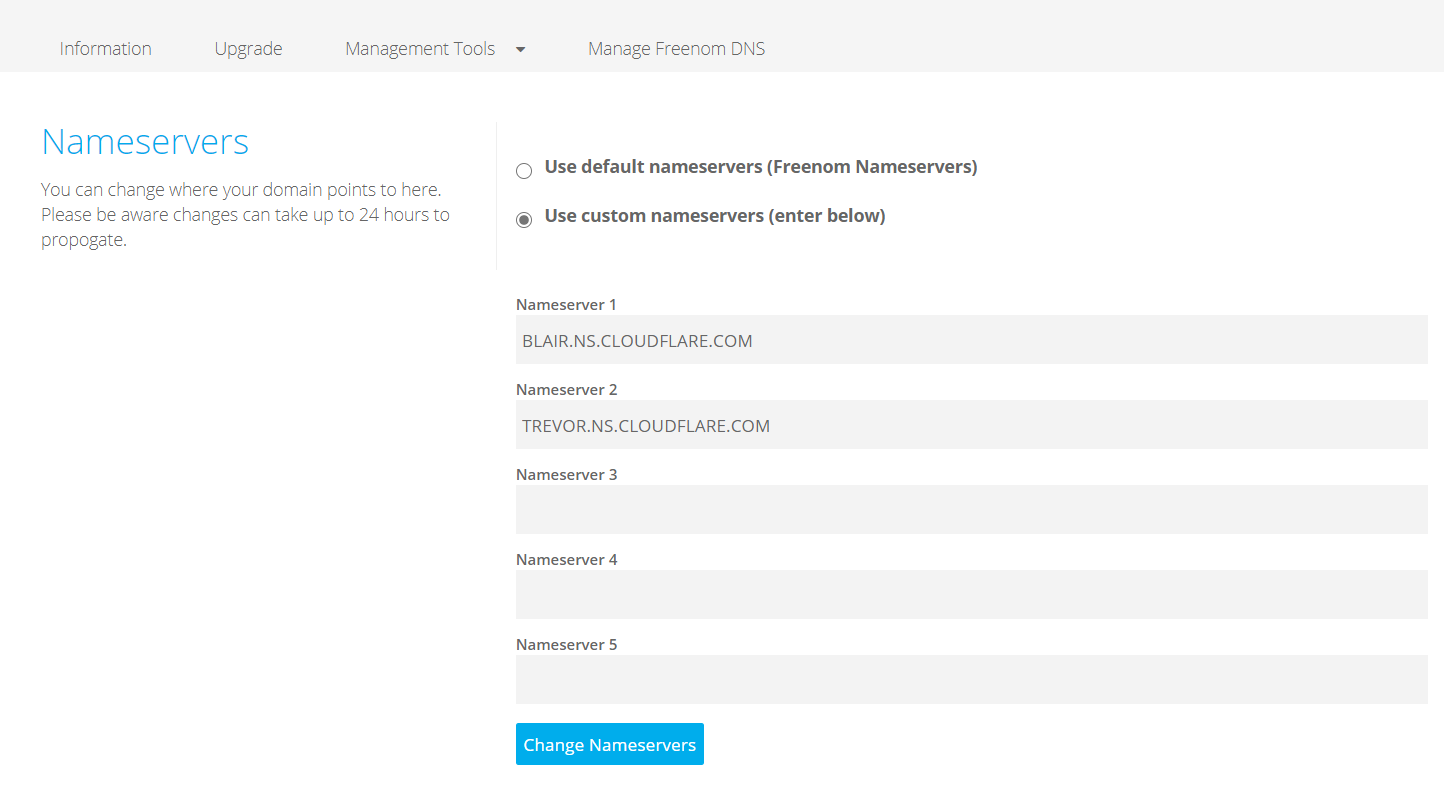 Information
Upgrade
Management Tools
Manage Freenom DNS
Nameservers
You can change where your domain points to here.
Please be aware changes can take up to 24 hours to
propogate.
Use default nameservers (Freenom Nameservers)
Use custom nameservers (enter below)
Nameserver 1
BLAIR.NS.CLOUDFLARE.COM
Nameserver 2
TREVOR.NS.CLOUDFLARE.COM
Nameserver 3
Nameserver 4
Nameserver 5
Change Nameservers